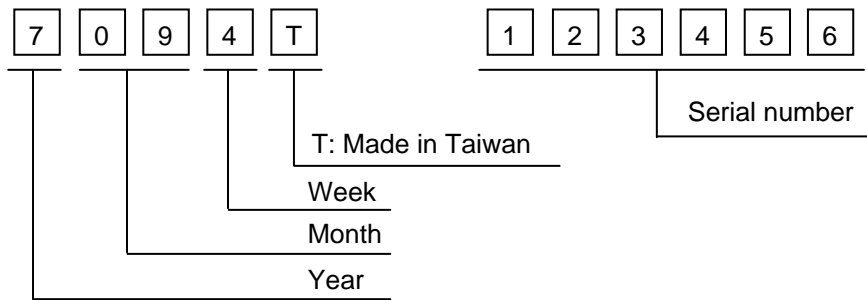 7 0 9 4 T 1 2 3 4 5 6
Serial number
T: Made in Taiwan
Week
Month
Year